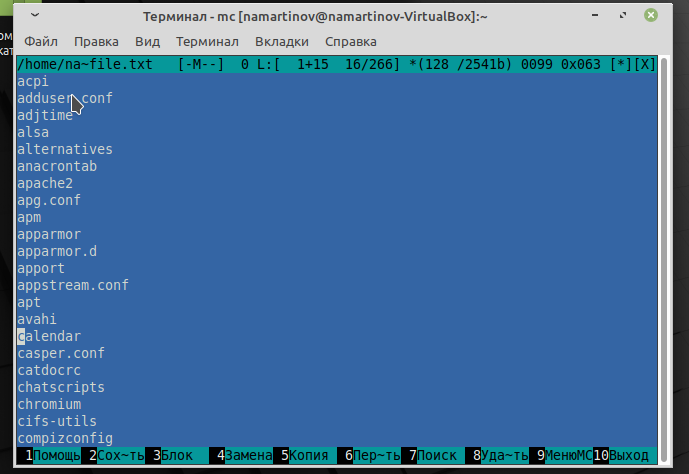 Терминал - mc [namartinov@namartinov-VirtualBox]:~
Файл Правка Вид Терминал Вкладки Справка
/home/na~file.txt [-M--] 0 L:[ 1+15 16/266] *(128 /2541b) 0099 0x063 [*][X]
acpi
adduser.conf
adjtime
alsa
alternatives
anacrontab
apache2
apg.conf
apm
apparmor
apparmor.d
apport
appstream.conf
apt
avahi
calendar
casper.conf
catdocrc
chatscripts
chromium
cifs-utils
compizconfig
1Помощь 2Сох~ть 3Блок 4Замена 5Копия 6Пер~ть 7Поиск 8Уда~ть 9МенюMC 10Выход